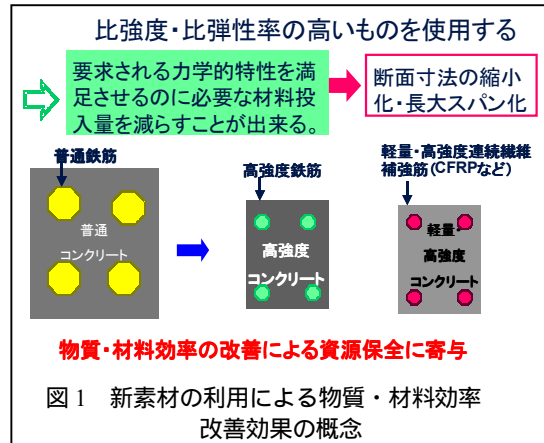 比強度・比弾性率の高いものを使用する
要求される力学的特性を満
足させるのに必要な材料投
入量を減らすことが出来る。
断面寸法の縮小
化・長大スパン化
普通鉄筋
普通
コンクリート
高強度鉄筋
高強度
コンクリート
軽量・高強度連続繊維
補強筋(CFRPなど)
軽量・
高強度
コンクリート
物質・材料効率の改善による資源保全に寄与
図1 新素材の利用による物質・材料効率
改善効果の概念